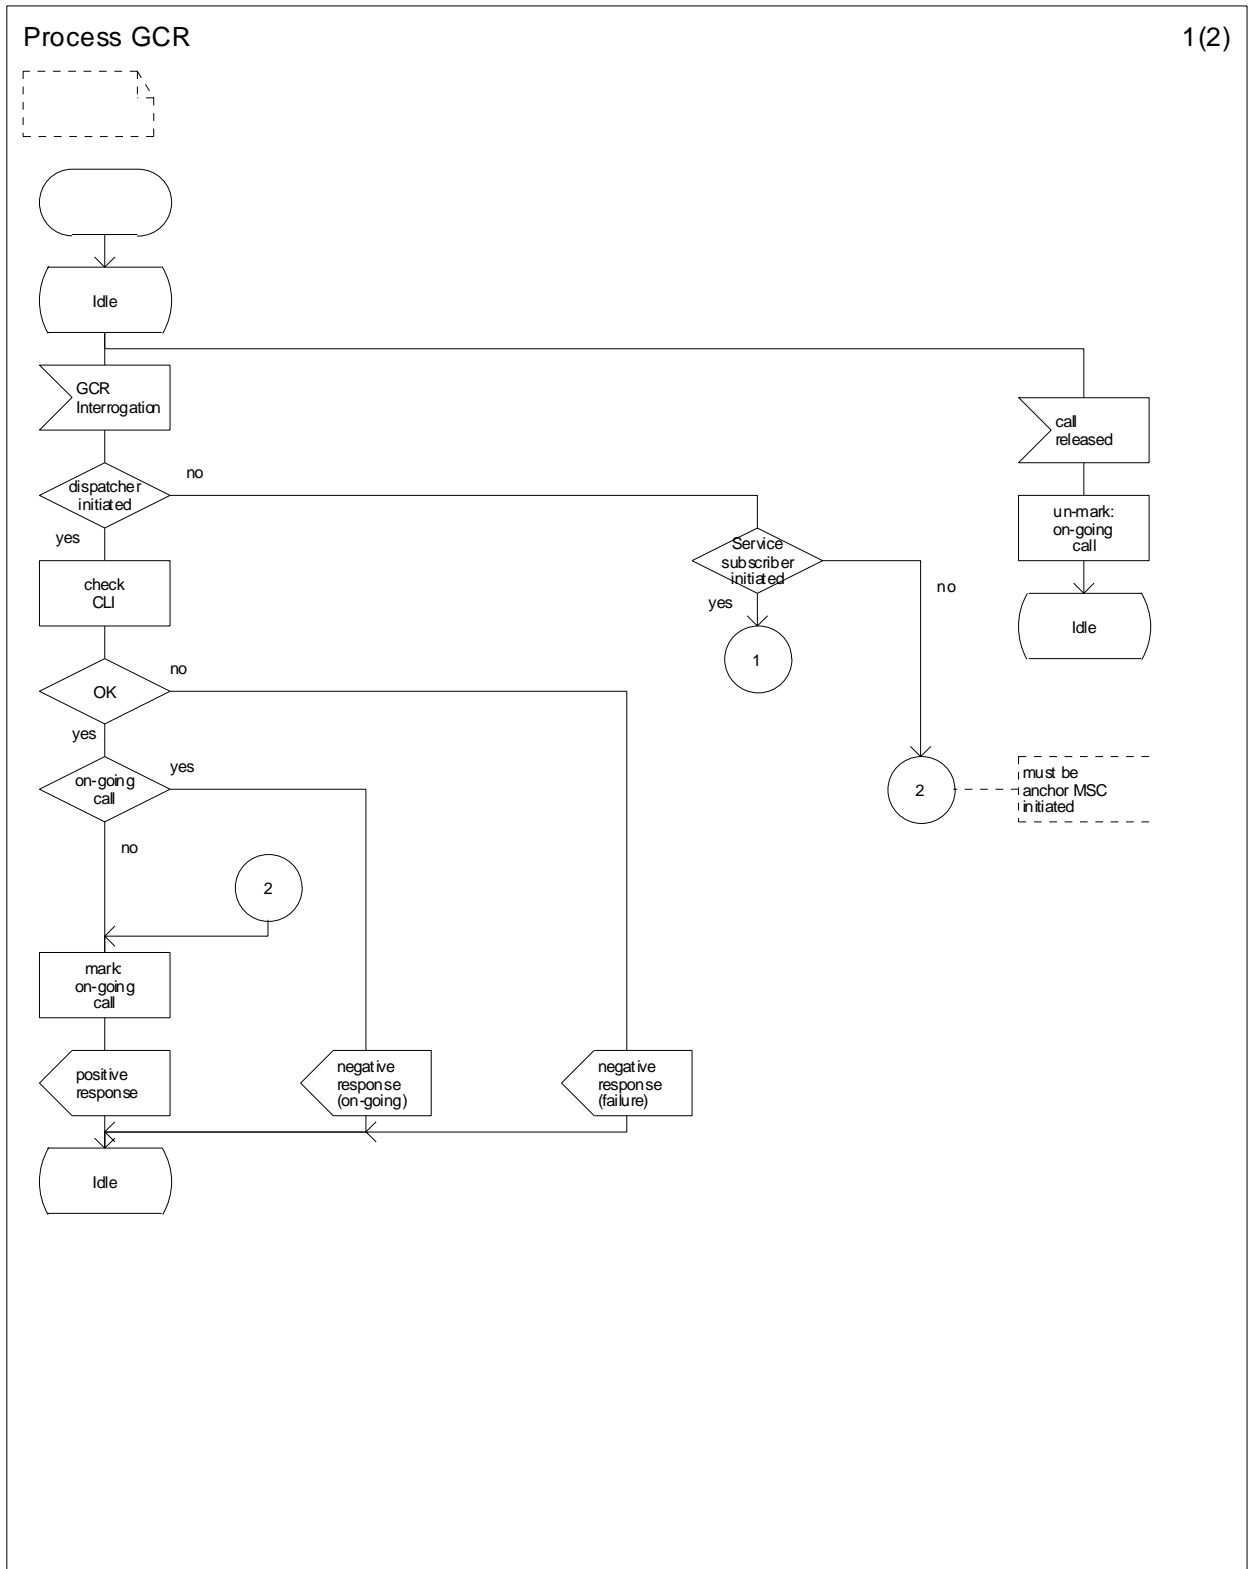 Process GCR
1(2)
Idle
GCR
Interrogation
call
released
no
dispatcher
initiated
yes
un-mark:
on-going
call
Service
subscriber
initiated
no
yes
check
CLI
Idle
1
no
OK
yes
yes
on-going
call
2
must be
anchor MSC
initiated
no
2
mark:
on-going
call
positive
response
negative
response
(on-going)
negative
response
(failure)
Idle